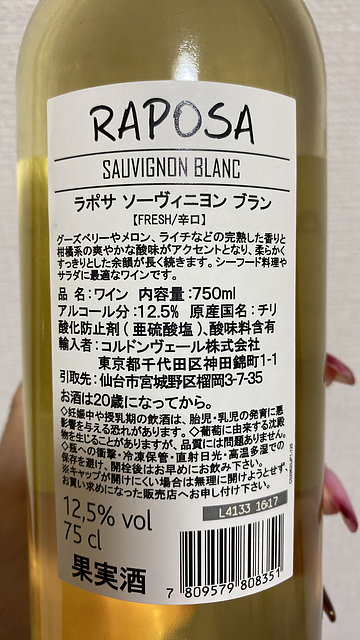 RAPOSA
SAUVIGNON BLANC
ラポサ ソーヴィニヨン ブラン
【FRESH/辛口】
グーズベリーやメロン、ライチなどの完熟した香りと
柑橘系の爽やかな酸味がアクセントとなり、柔らかく
すっきりとした余韻が長く続きます。シーフード料理や
サラダに最適なワインです。
品 名：ワイン 内容量：750ml
アルコール分：12.5% 原産国名：チリ
酸化防止剤（亜硫酸塩）、酸味料含有
輸入者：コルドンヴェール株式会社
東京都千代田区神田錦町1-1
引取先：仙台市宮城野区榴岡3-7-35
お酒は20歳になってから。
◇妊娠中や授乳期の飲酒は、胎児・乳児の発育に悪
影響を与える恐れがあります。◇葡萄に由来する沈殿
物を生じることがありますが、品質には問題ありません。
◇瓶への衝撃・冷凍保管・直射日光・高温多湿での
保存を避け、開栓後はお早めにお飲み下さい。
※キャップが開けにくい場合は無理に開けようとせず、
お買い求めになった販売店へお申し付け下さい。
12,5% vol
75 cl
L4133 16:17
果実酒
7 809579 808351